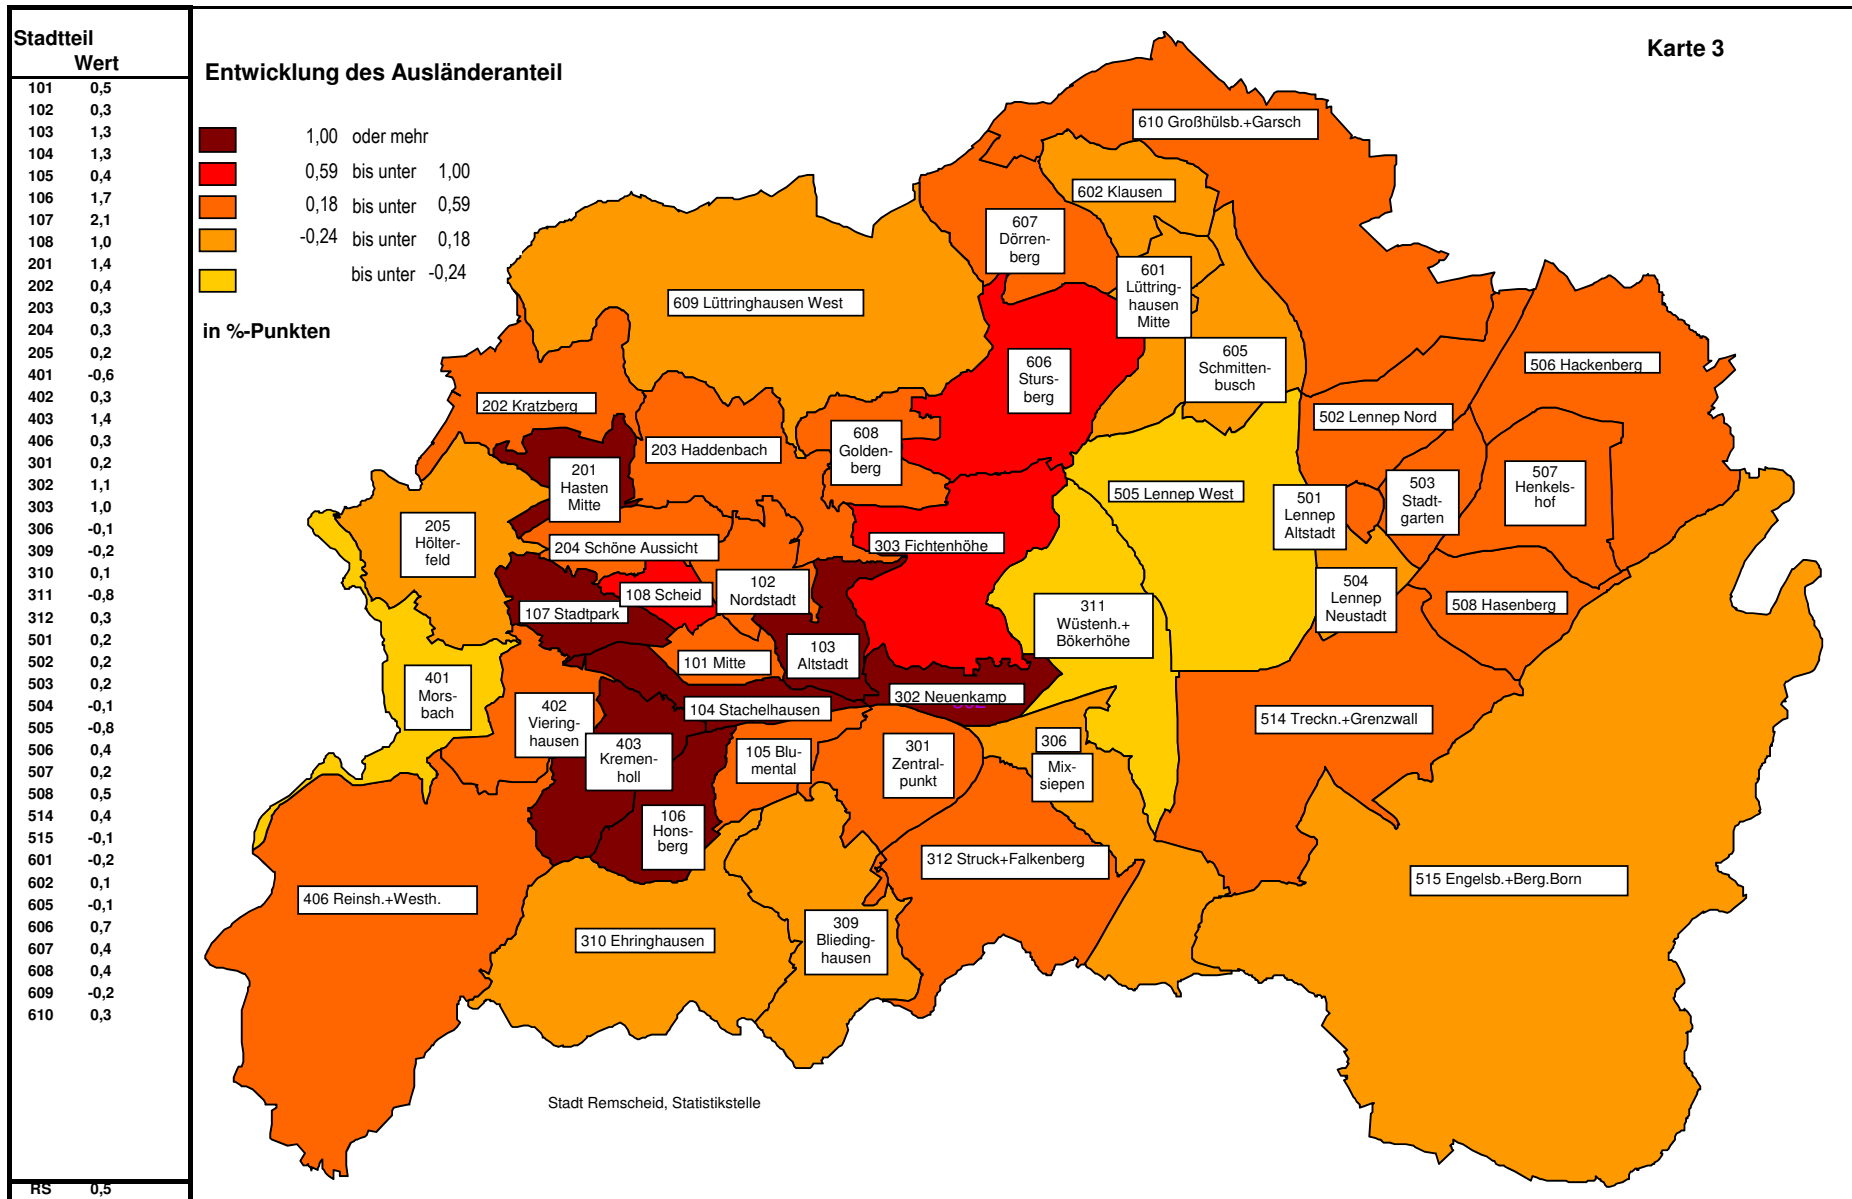 Stadtteil
Wert
101 0,5
102 0,3
103 1,3
104 1,3
105 0,4
106 1,7
107 2,1
108 1,0
201 1,4
202 0,4
203 0,3
204 0,3
205 0,2
401 -0,6
402 0,3
403 1,4
406 0,3
301 0,2
302 1,1
303 1,0
306 -0,1
309 -0,2
310 0,1
311 -0,8
312 0,3
501 0,2
502 0,2
503 0,2
504 -0,1
505 -0,8
506 0,4
507 0,2
508 0,5
514 0,4
515 -0,1
601 -0,2
602 0,1
605 -0,1
606 0,7
607 0,4
608 0,4
609 -0,2
610 0,3
RS 0,5
Entwicklung des Ausländeranteil
1,00 oder mehr
0,59 bis unter 1,00
0,18 bis unter 0,59
-0,24 bis unter 0,18
bis unter -0,24
in %-Punkten
Karte 3
610 Großhülsb.+Garsch
602 Klausen
607
Dörren-
berg
601
Lüttring-
hausen
Mitte
609 Lüttringhausen West
605
Schmitten-
busch
606
Sturs-
berg
506 Hackenberg
202 Kratzberg
502 Lennep Nord
608
Golden-
berg
203 Haddenbach
201
Hasten
Mitte
505 Lennep West
501
Lennep
Altstadt
503
Stadt-
garten
507
Henkels-
hof
205
Hölter-
feld
204 Schöne Aussicht
303 Fichtenhöhe
102
Nordstadt
108 Scheid
107 Stadtpark
504
Lennep
Neustadt
508 Hasenberg
311
Wüstenh.+
Bökerhöhe
103
Altstadt
101 Mitte
401
Mors-
bach
402
Viering-
hausen
302 Neuenkamp
302
104 Stachelhausen
514 Treckn.+Grenzwall
403
Kremen-
holl
105 Blu-
mental
301
Zentral-
punkt
306
Mix-
siepen
106
Hons-
berg
312 Struck+Falkenberg
515 Engelsb.+Berg.Born
406 Reinsh.+Westh.
310 Ehringhausen
309
Blieding-
hausen
Stadt Remscheid, Statistikstelle